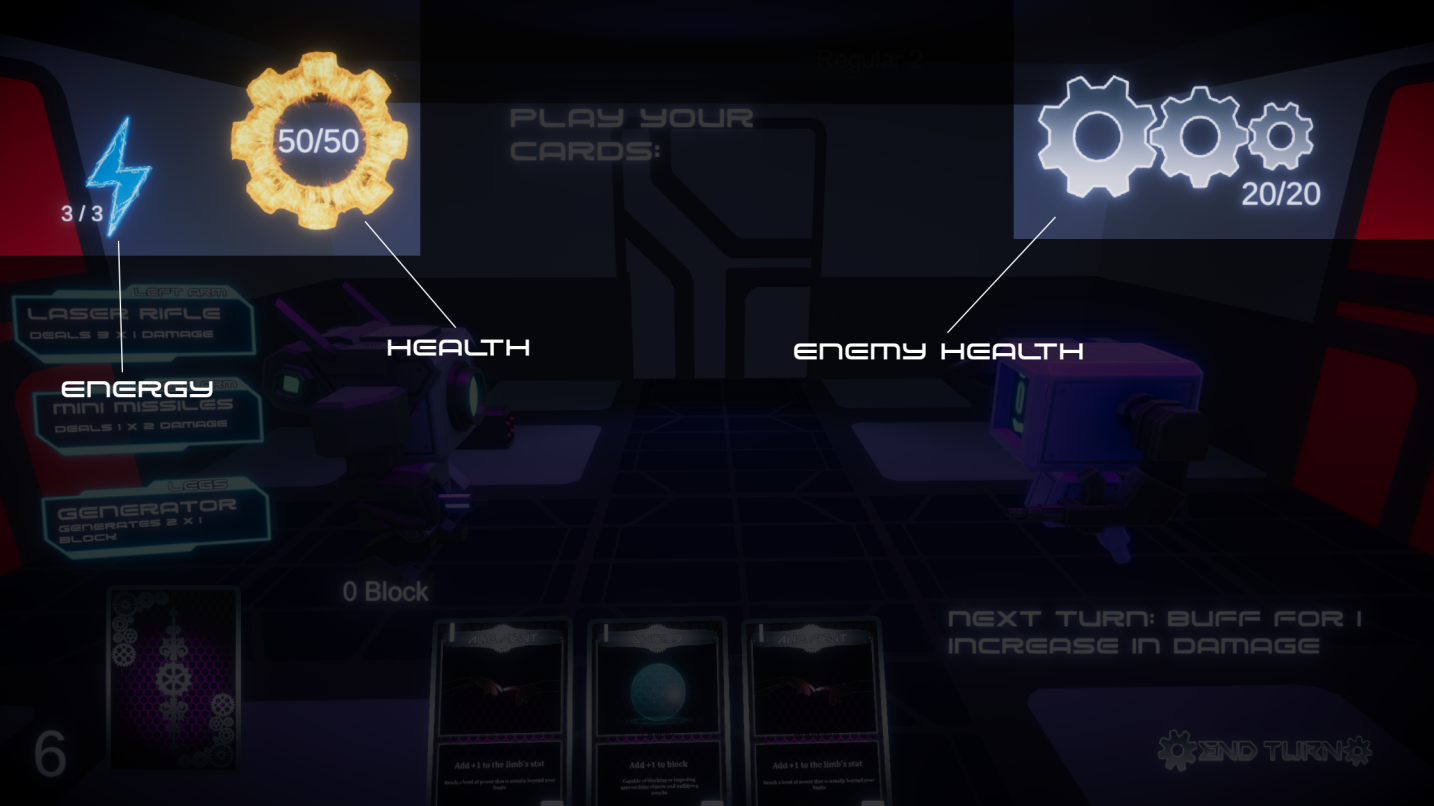 Regular 2
3 / 3
50/50
PLAY YOUR
CARDS:
20/20
LEFT ARM
LASER RIFLE
DEALS 3 X 1 DAMAGE
HEALTH
ENEMY HEALTH
ENERGY
MINI MISSILES
DEALS 1 X 2 DAMAGE
LEGS
GENERATOR
GENERATES 2 X 1
BLOCK
0 Block
NEXT TURN: BUFF FOR 1
INCREASE IN DAMAGE
6
Add +1 to the limb's stat
Add +1 to block
Add +1 to the limb's stat
END TURN